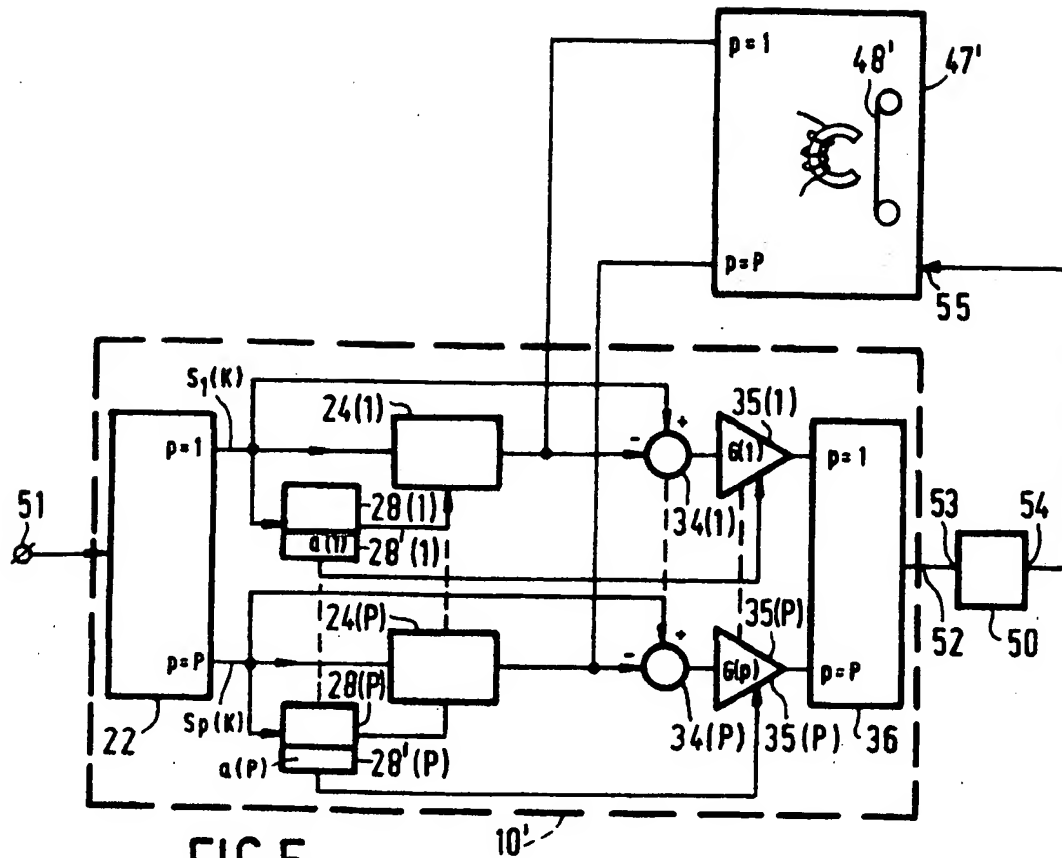 p=1
48'
47'
p=P
55
S1(K)
24(1)
35(1)
+
p=1
-
G(1)
p=1
51
28(1)
34(1)
53
54
a(1)
28'(1)
52
24(P)
35(P)
+
p=P
-
G(p)
p=P
50
Sp(K)
28(P)
22
34(P)
35(P)
36
a(P)
28'(P)
10'
FIG.5